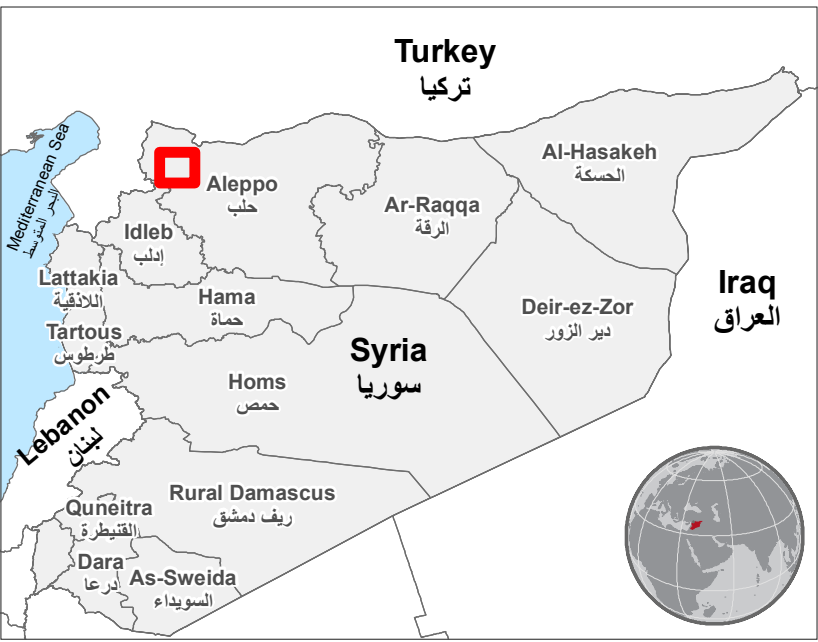 Turkey
تركيا
Mediterranean Sea
البحر المتوسط
Al-Hasakeh
الحسكة
Aleppo
حلب
Ar-Raqqa
الرقة
Idleb
إدلب
Lattakia
اللاذقية
Hama
حماة
Deir-ez-Zor
دير الزور
Iraq
العراق
Tartous
طرطوس
Syria
سوريا
Homs
حمص
Lebanon
لبنان
Rural Damascus
ريف دمشق
Quneitra
القنيطرة
Dara
درعا
As-Sweida
السويداء